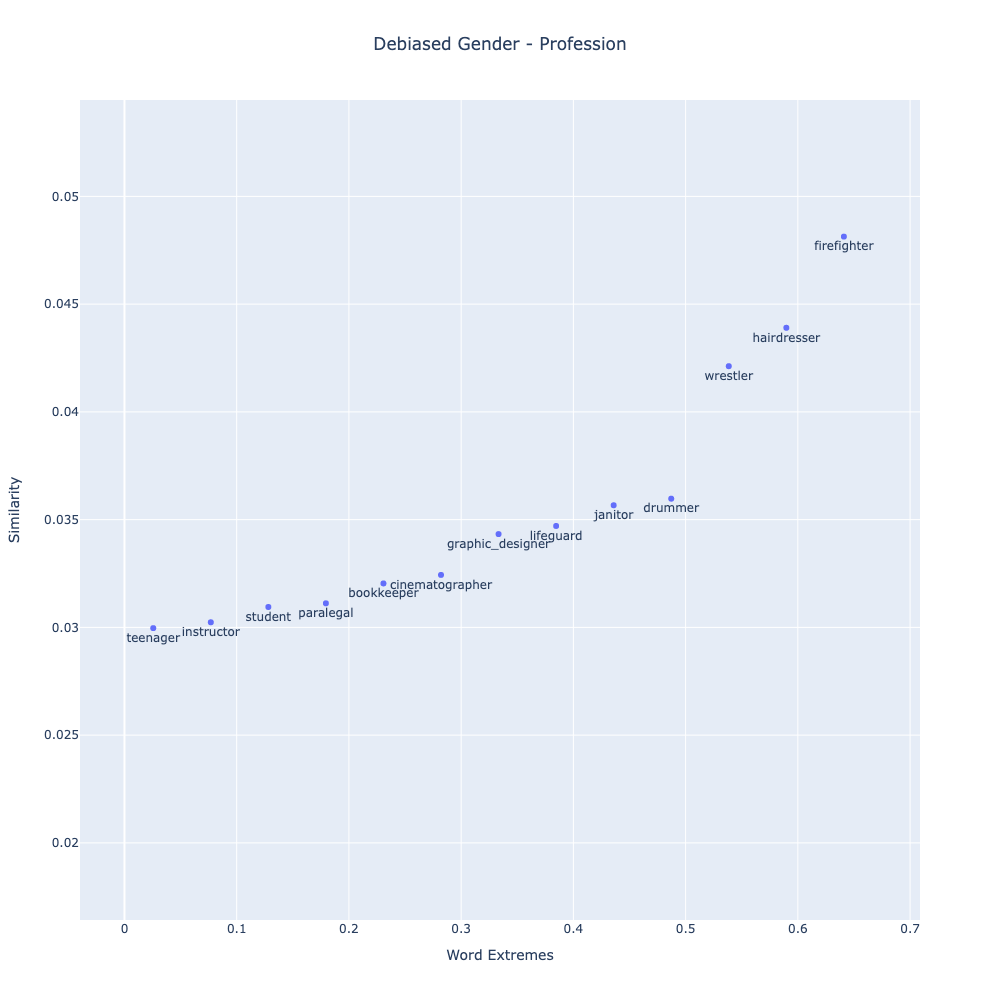 Debiased Gender - Profession
0.05
firefighter
0.045
hairdresser
wrestler
0.04
drummer
janitor
0.035
lifeguard
graphic_designer
cinematographer
bookkeeper
paralegal
student
0.03
instructor
teenager
0.025
0.02
Similarity
0 0.1 0.2 0.3 0.4 0.5 0.6 0.7
Word Extremes